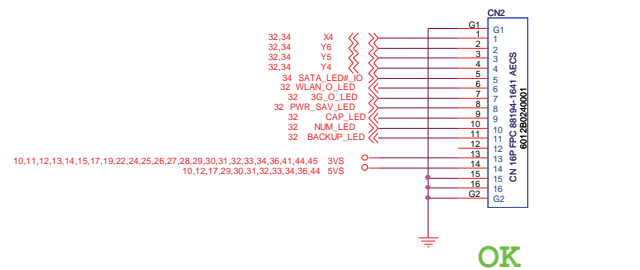 CN2
G1 G1
32,34 X4 1 1
32,34 Y6 2 2
32,34 Y5 3 3
32,34 Y4 4 4
34 SATA_LED#_IO 5 5
32 WLAN_O_LED 6 6
32 3G_O_LED 7 7
32 PWR_SAV_LED 8 8
32 CAP_LED 9 9
32 NUM_LED 10 10
32 BACKUP_LED 11 11
12 12
10,11,12,13,14,15,17,19,22,24,25,26,27,28,29,30,31,32,33,34,36,41,44,45 3VS 13 13
10,12,17,29,30,31,32,33,34,36,44 5VS 14 14
15 15
16 16
G2 G2
CN 16P FPC 88194-1641 AECS
6012B0240001
OK